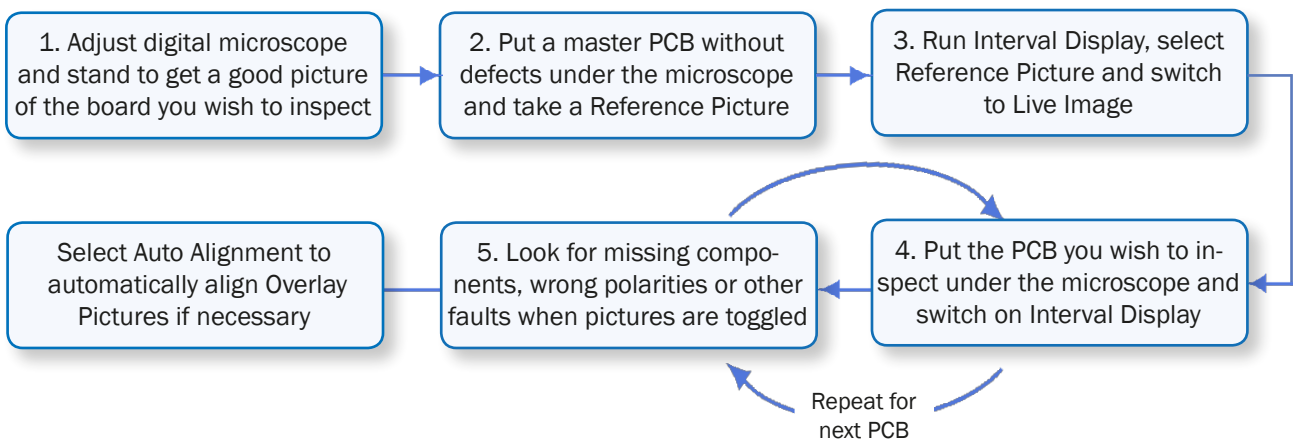 1. Adjust digital microscope
and stand to get a good picture
of the board you wish to inspect
2. Put a master PCB without
defects under the microscope
and take a Reference Picture
3. Run Interval Display, select
Reference Picture and switch
to Live Image
4. Put the PCB you wish to in-
spect under the microscope and
switch on Interval Display
5. Look for missing compo-
nents, wrong polarities or other
faults when pictures are toggled
Select Auto Alignment to
automatically align Overlay
Pictures if necessary
Repeat for
next PCB